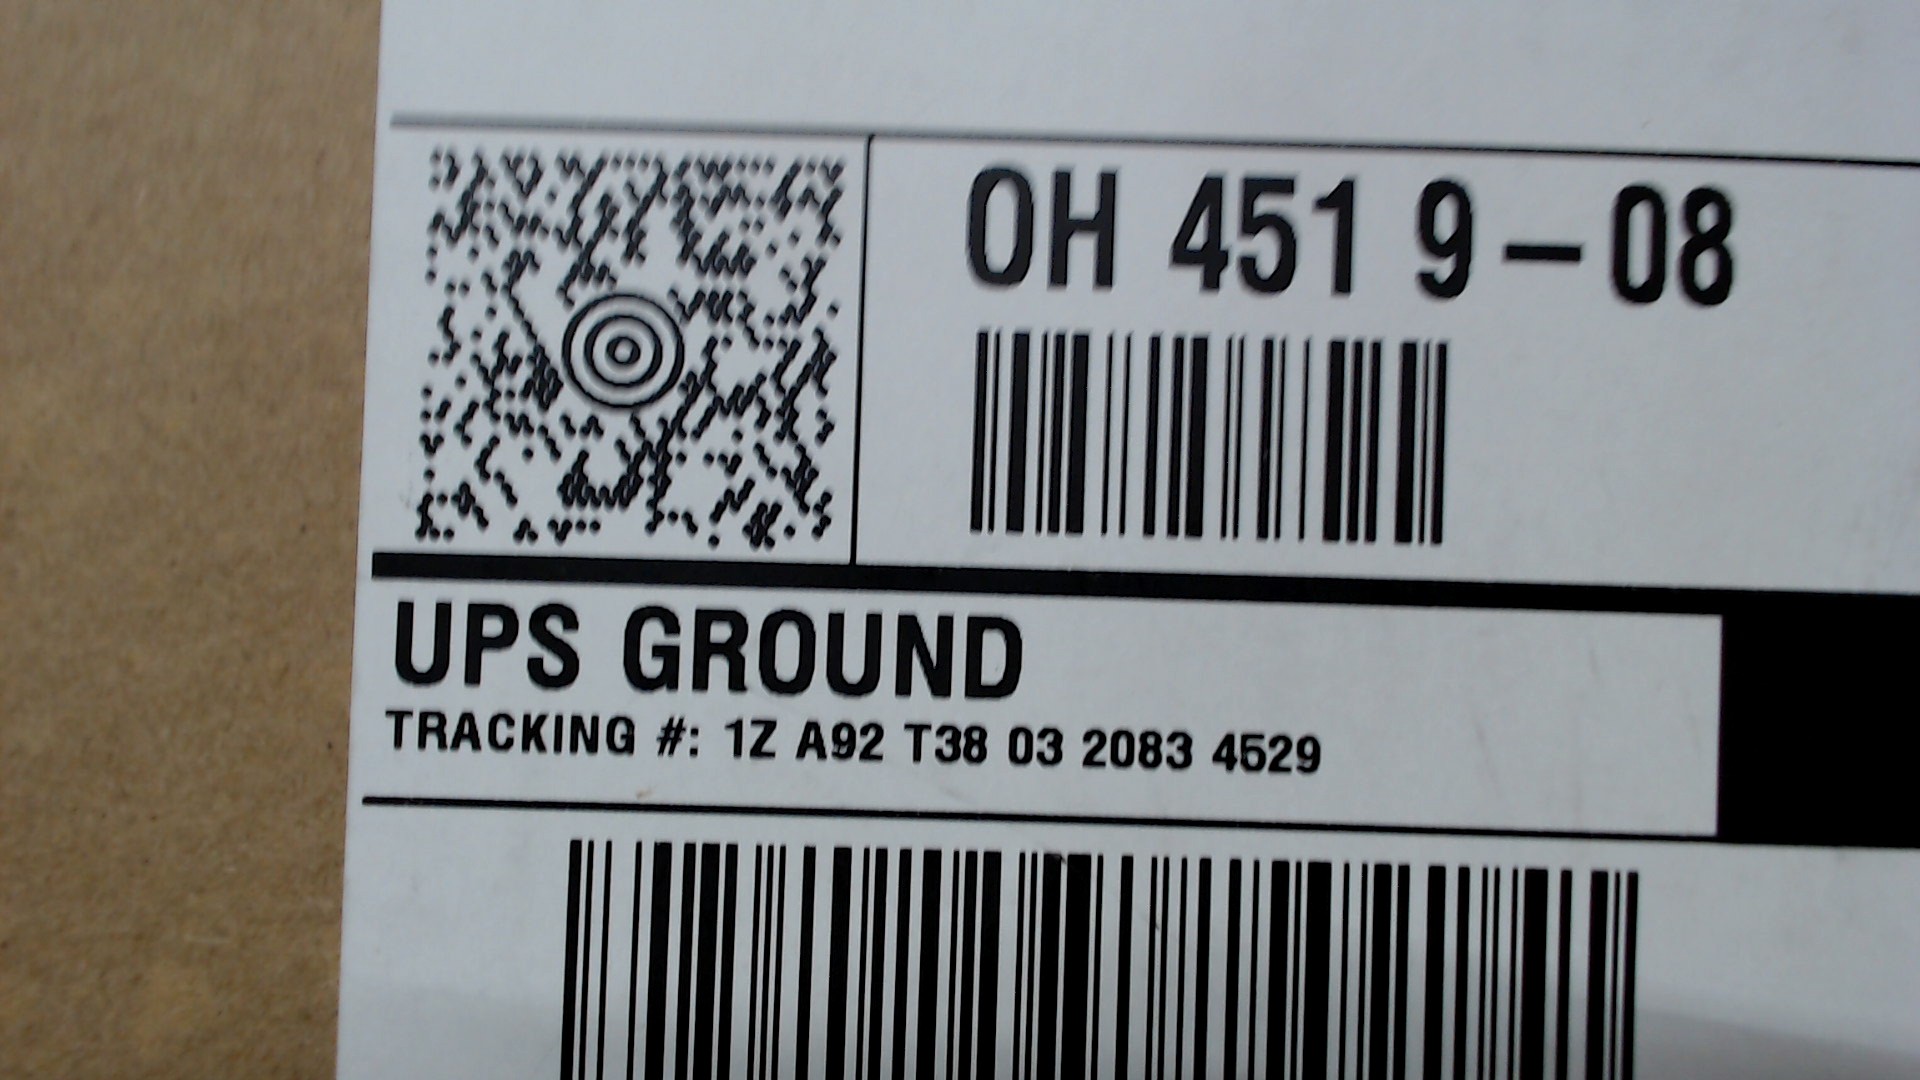 OH 451 9-08
UPS GROUND
TRACKING #: 1Z A92 T38 03 2083 4529